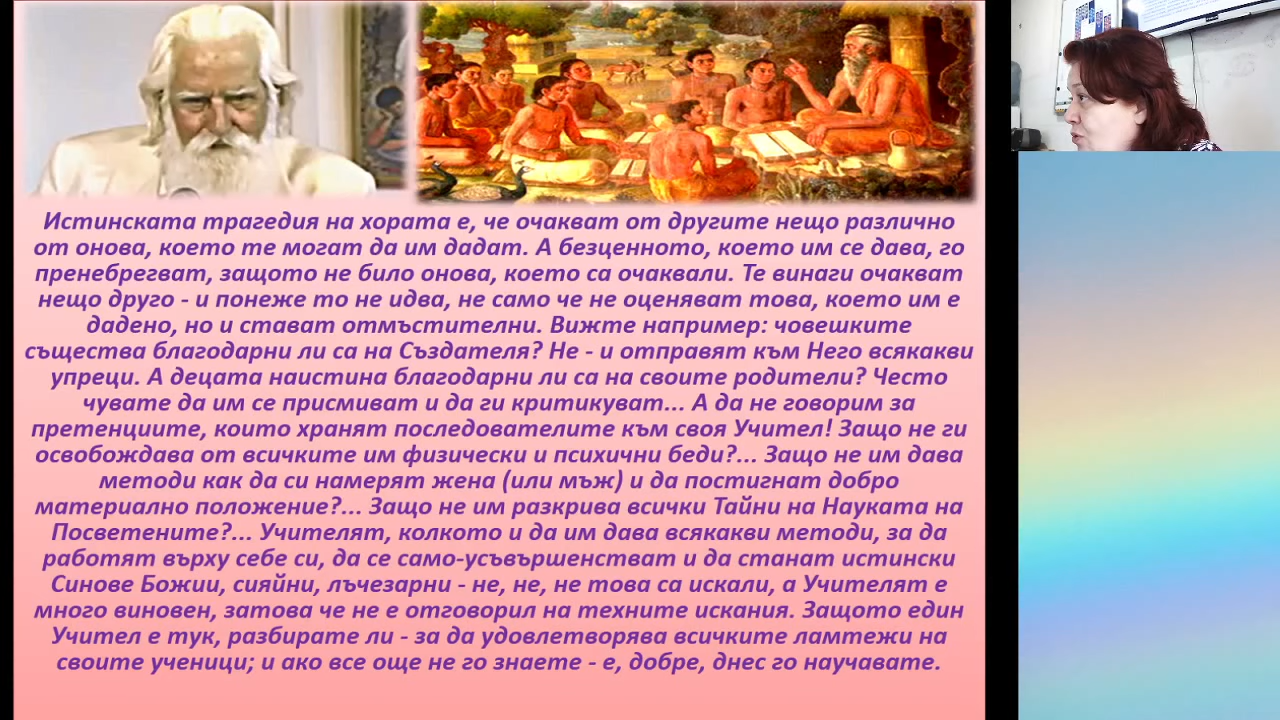 Истинската трагедия на хората е, че очакват от другите нещо различно
от онова, което те могат да им дадат. А безценното, което им се дава, го
пренебрегват, защото не било онова, което са очаквали. Те винаги очакват
нещо друго - и понеже то не идва, не само че не оценяват това, което им е
дадено, но и стават отмъстителни. Вижте например: човешките
същества благодарни ли са на Създателя? Не - и отправят към Него всякакви
упреци. А децата наистина благодарни ли са на своите родители? Често
чувате да им се присмиват и да ги критикуват... А да не говорим за
претенциите, които хранят последователите към своя Учител! Защо не ги
освобождава от всичките им физически и психични беди?... Защо не им дава
методи как да си намерят жена (или мъж) и да постигнат добро
материално положение?... Защо не им разкрива всички Тайни на Науката на
Посветените?... Учителят, колкото и да им дава всякакви методи, за да
работят върху себе си, да се само-усъвършенстват и да станат истински
Синове Божии, сияйни, лъчезарни - не, не, не това са искали, а Учителят е
много виновен, затова че не е отговорил на техните искания. Защото един
Учител е тук, разбирате ли - за да удовлетворява всичките ламтежи на
своите ученици; и ако все още не го знаете - е, добре, днес го научавате.